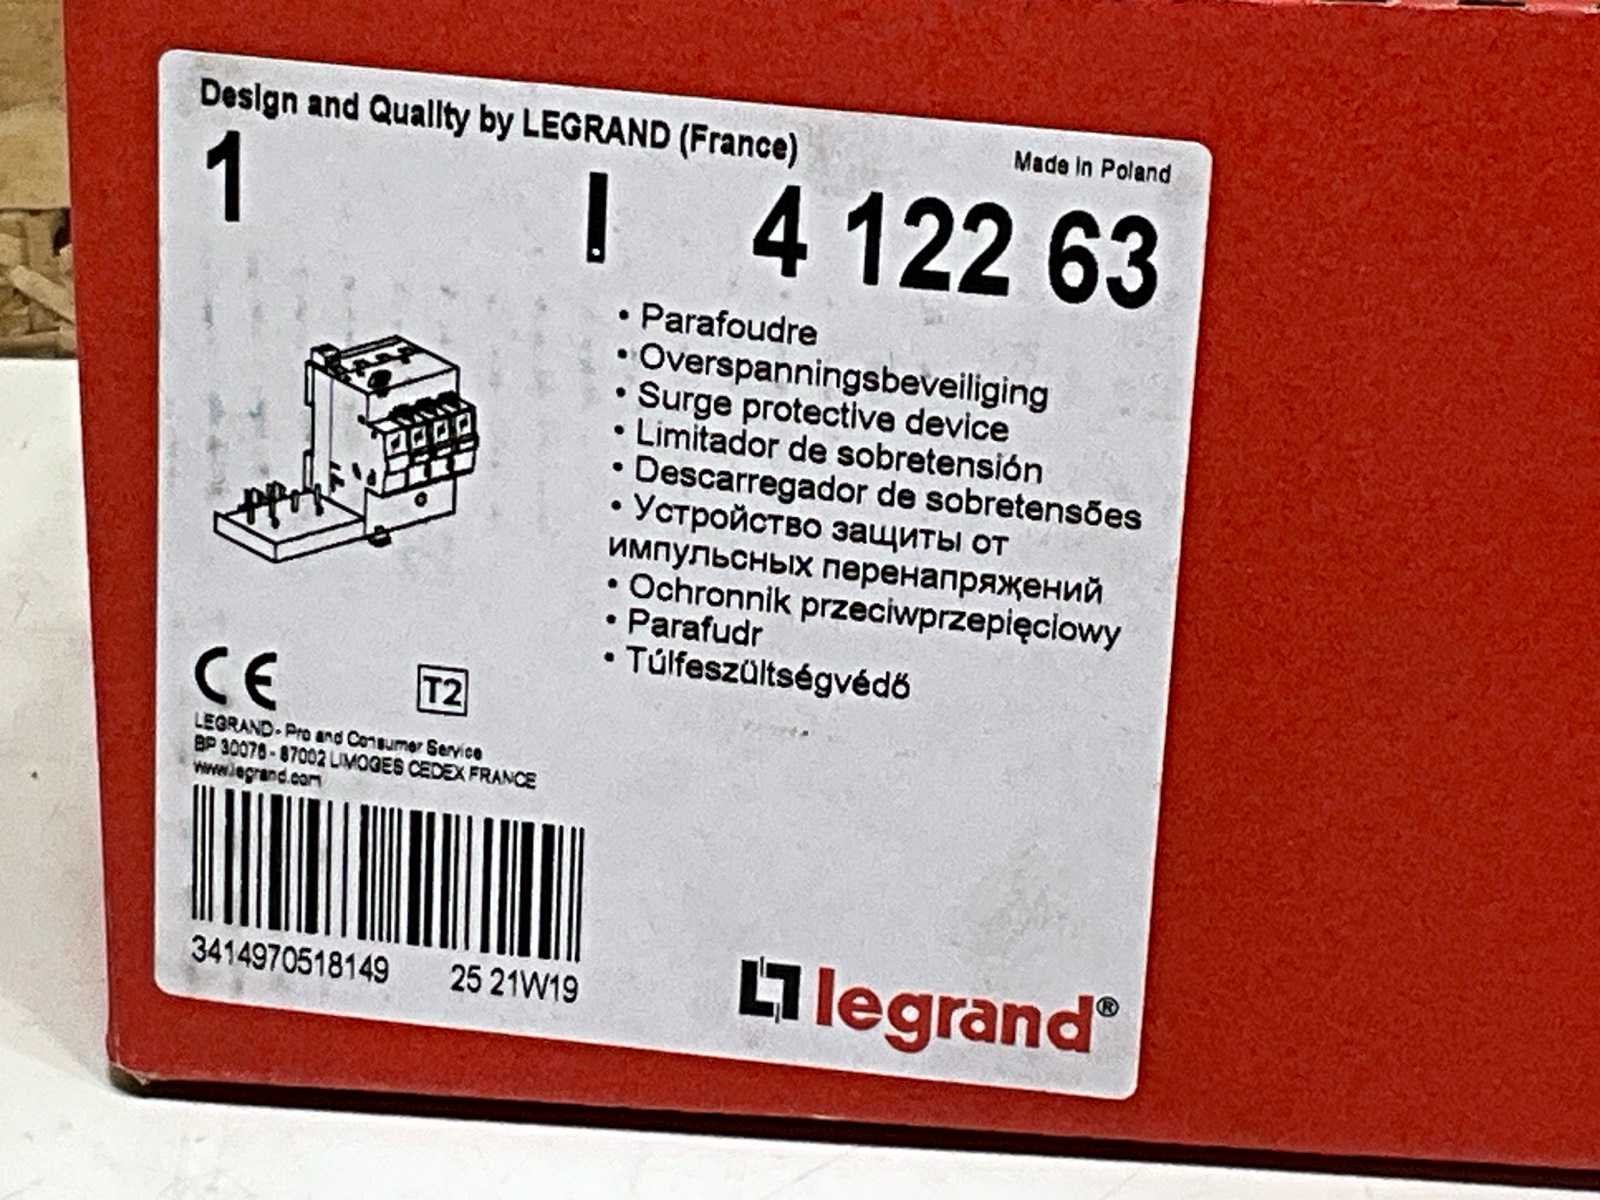 Design and Quality by LEGRAND (France)
Made in Poland
1 4 122 63
• Parafoudre
• Overspanningsbeveiliging
• Surge protective device
• Limitador de sobretensión
• Descarregador de sobretensões
• Устройство защиты от
импульсных перенапряжений
• Ochronnik przeciwprzepięciowy
• Parafudr
• Túlfeszültségvédő
CE T2
LEGRAND - Pro and Consumer Service
BP 30076 - 87002 LIMOGES CEDEX FRANCE
www.legrand.com
3414970518149 25 21W19
legrand®